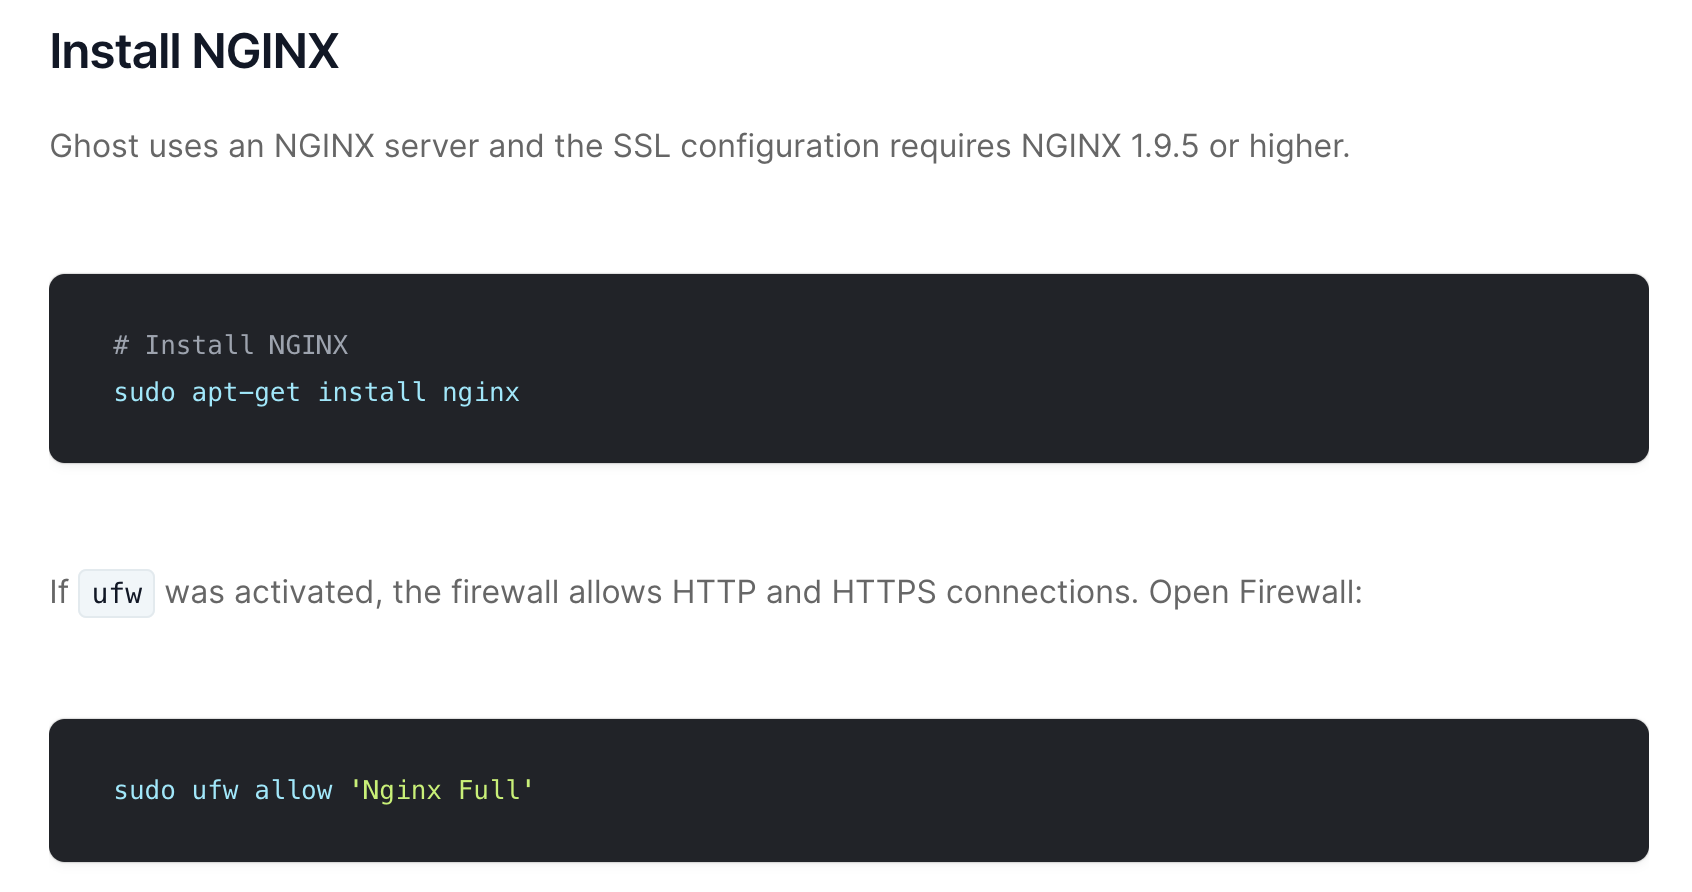 Install NGINX
Ghost uses an NGINX server and the SSL configuration requires NGINX 1.9.5 or higher.
# Install NGINX
sudo apt-get install nginx
If ufw was activated, the firewall allows HTTP and HTTPS connections. Open Firewall:
sudo ufw allow 'Nginx Full'